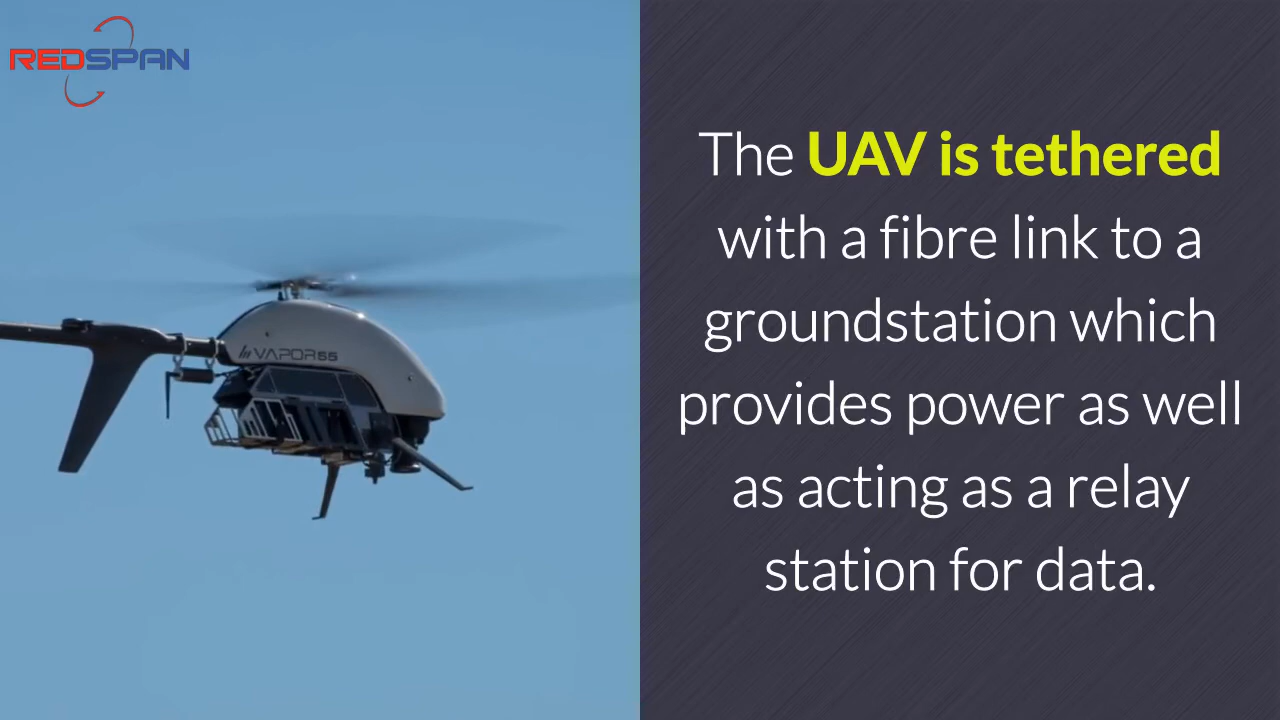 REDSPAN
VAPOR55
The UAV is tethered
with a fibre link to a
groundstation which
provides power as well
as acting as a relay
station for data.